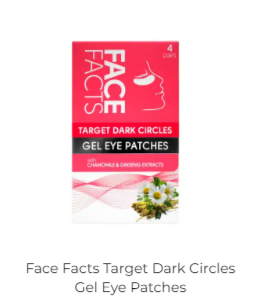 FACE
FACTS
4
pairs
TARGET DARK CIRCLES
GEL EYE PATCHES
with
CHAMOMILE & GINSENG EXTRACTS
Face Facts Target Dark Circles
Gel Eye Patches